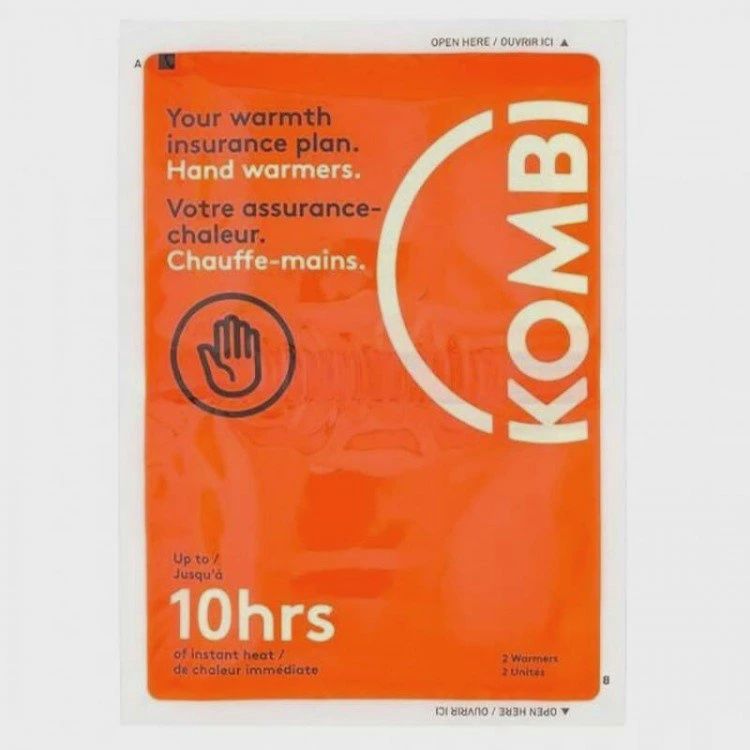 OPEN HERE / OUVRIR ICI ▲
A
Your warmth
insurance plan.
Hand warmers.
Votre assurance-
chaleur.
Chauffe-mains.
KOMBI
Up to /
Jusqu'à
10hrs
of instant heat /
de chaleur immédiate
2 Warmers
2 Unités
B
OPEN HERE / OUVRIR ICI ▲